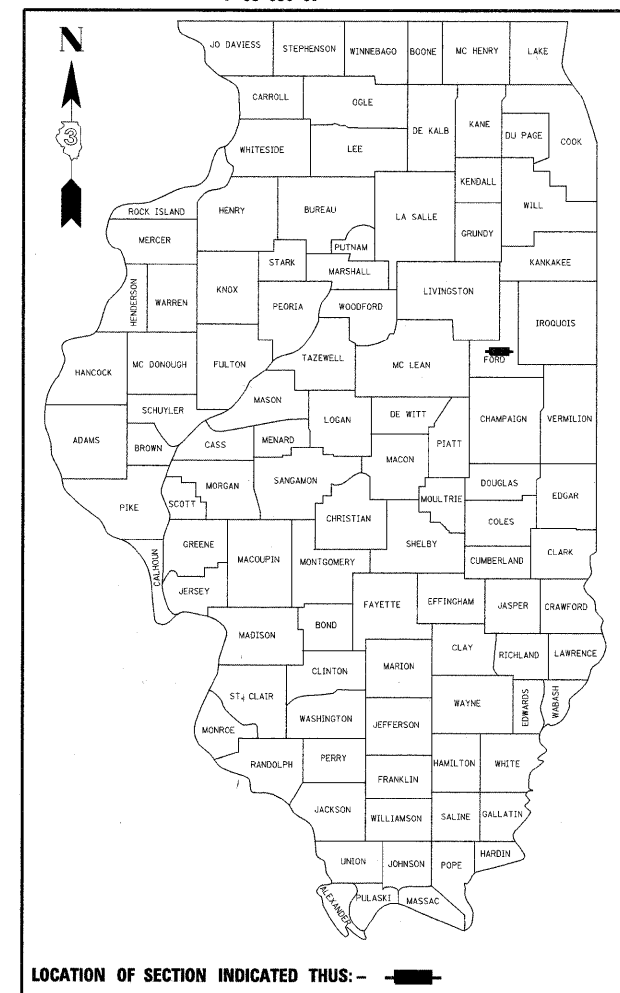 N
JO DAVIESS STEPHENSON WINNEBAGO BOONE MC HENRY LAKE
CARROLL OGLE
DE KALB KANE DU PAGE COOK
WHITESIDE LEE
KENDALL
ROCK ISLAND HENRY BUREAU LA SALLE WILL
MERCER GRUNDY
PUTNAM
STARK MARSHALL KANKAKEE
HENDERSON WARREN KNOX LIVINGSTON
PEORIA WOODFORD IROQUOIS
FORD
HANCOCK MC DONOUGH FULTON TAZEWELL MC LEAN
MASON
SCHUYLER LOGAN DE WITT CHAMPAIGN VERMILION
ADAMS BROWN CASS MENARD PIATT
MACON
MORGAN SANGAMON DOUGLAS EDGAR
PIKE SCOTT MOULTRIE
CHRISTIAN COLES
GREENE SHELBY
CALHOUN MACOUPIN MONTGOMERY CUMBERLAND CLARK
JERSEY
FAYETTE EFFINGHAM JASPER CRAWFORD
MADISON BOND
CLAY RICHLAND LAWRENCE
CLINTON MARION
ST. CLAIR WAYNE EDWARDS WABASH
WASHINGTON JEFFERSON
MONROE
RANDOLPH PERRY HAMILTON WHITE
FRANKLIN
JACKSON WILLIAMSON SALINE GALLATIN
UNION JOHNSON POPE HARDIN
ALEXANDER PULASKI MASSAC
LOCATION OF SECTION INDICATED THUS:-